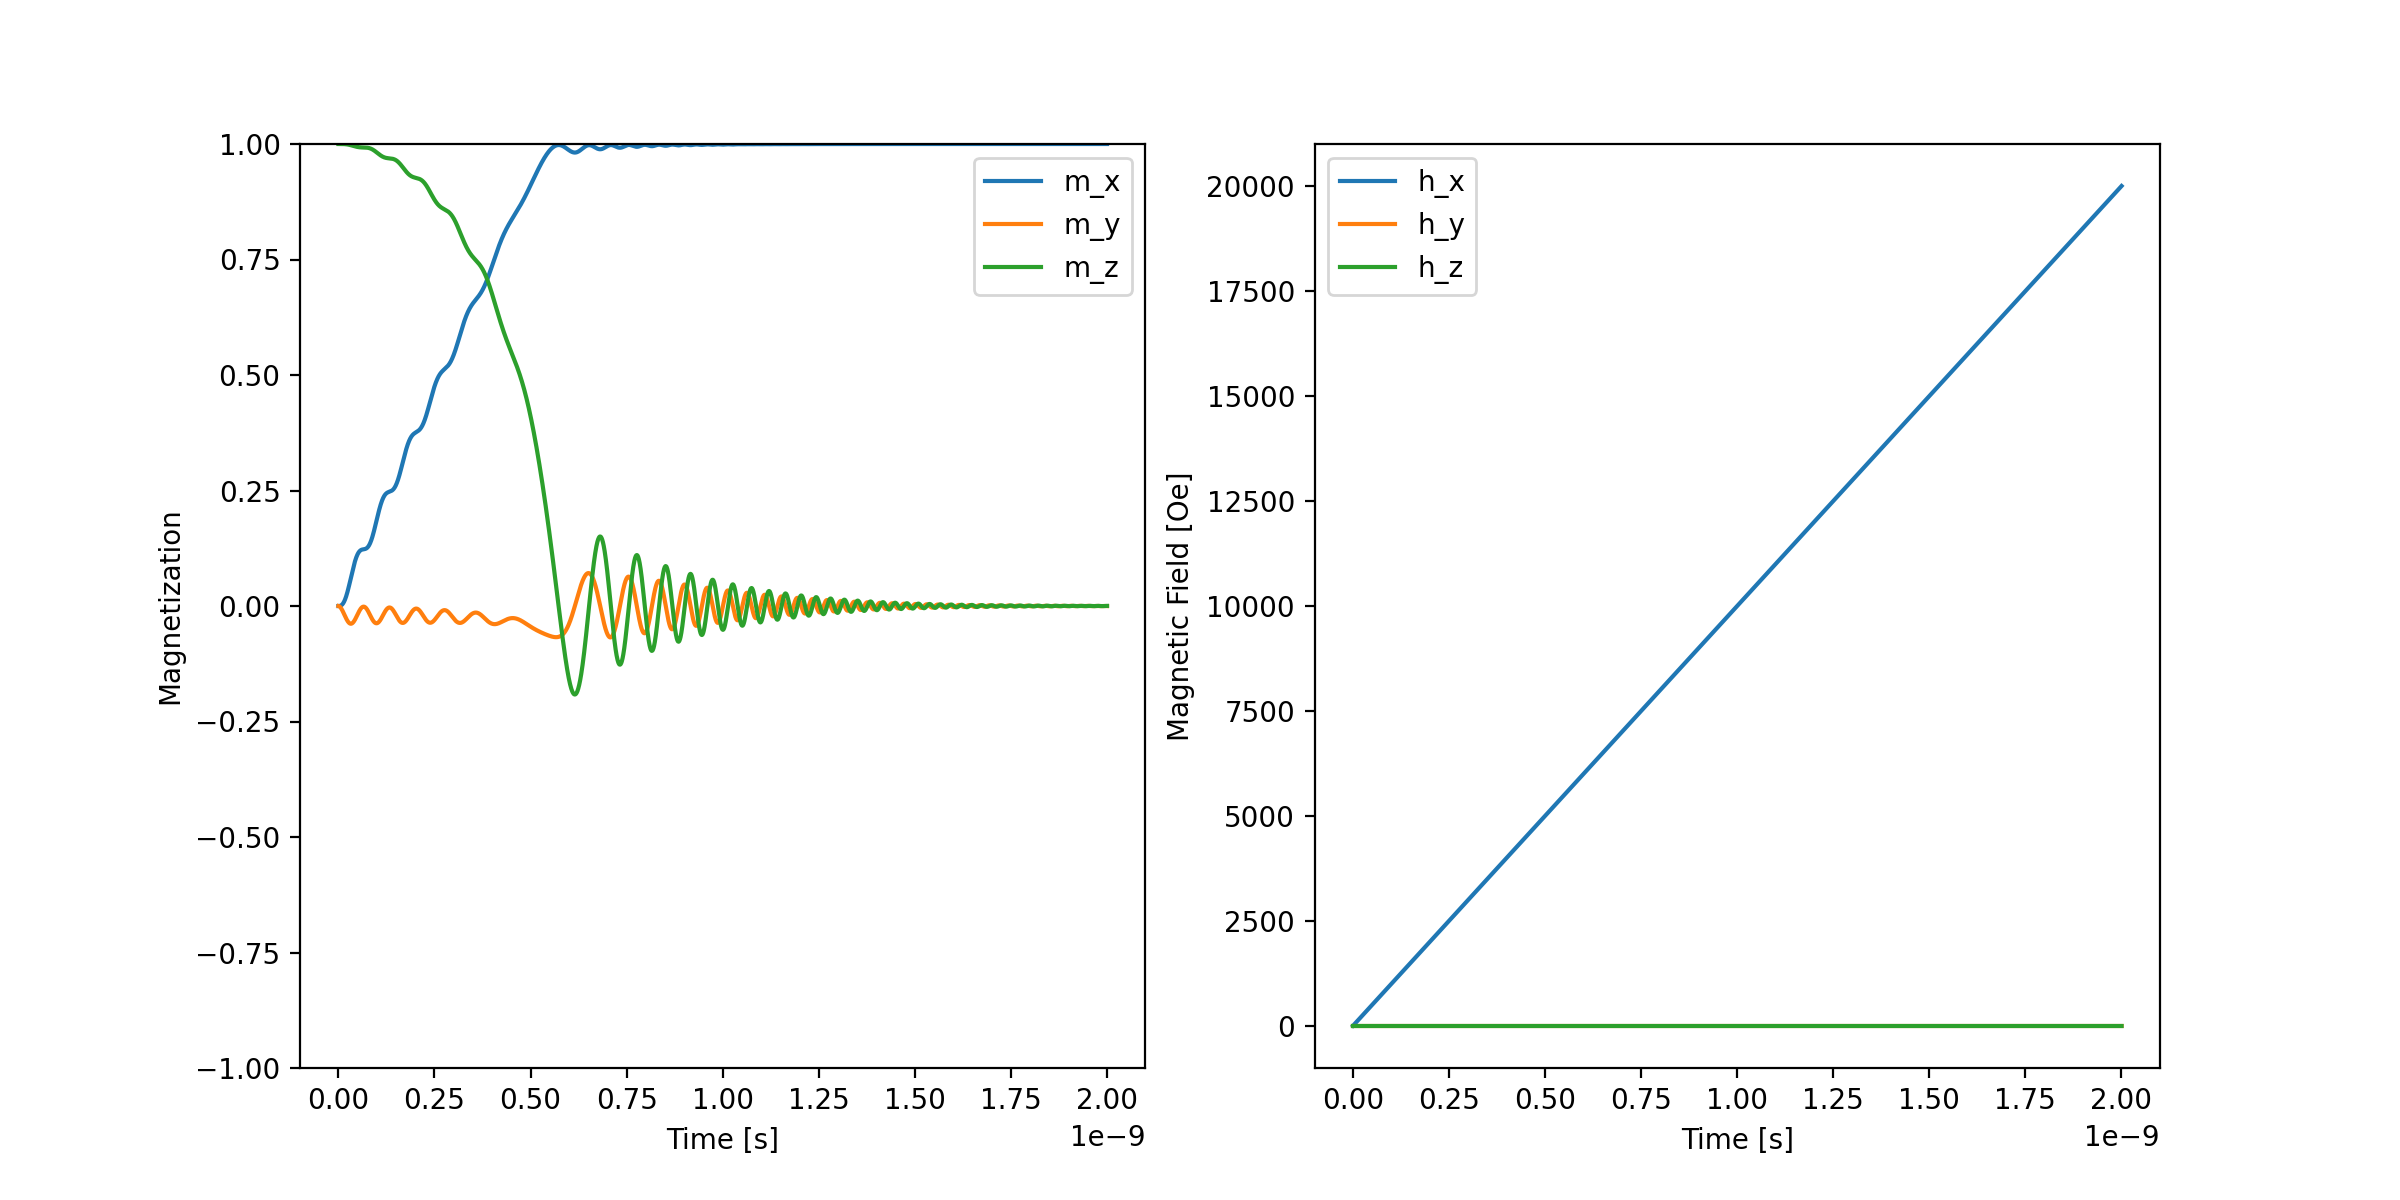 Magnetization
1.00
0.75
0.50
0.25
0.00
−0.25
−0.50
−0.75
−1.00
m_x
m_y
m_z
0.00 0.25 0.50 0.75 1.00 1.25 1.50 1.75 2.00
Time [s]
1e−9
Magnetic Field [Oe]
20000
17500
15000
12500
10000
7500
5000
2500
0
h_x
h_y
h_z
0.00 0.25 0.50 0.75 1.00 1.25 1.50 1.75 2.00
Time [s]
1e−9